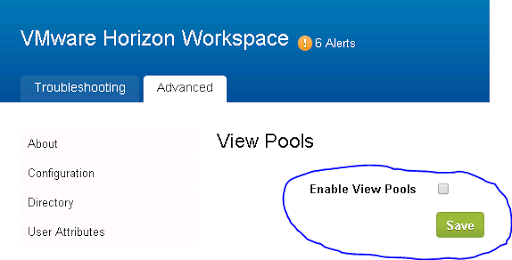 VMware Horizon Workspace 6 Alerts
Troubleshooting Advanced
About
Configuration
Directory
User Attributes
View Pools
Enable View Pools
Save